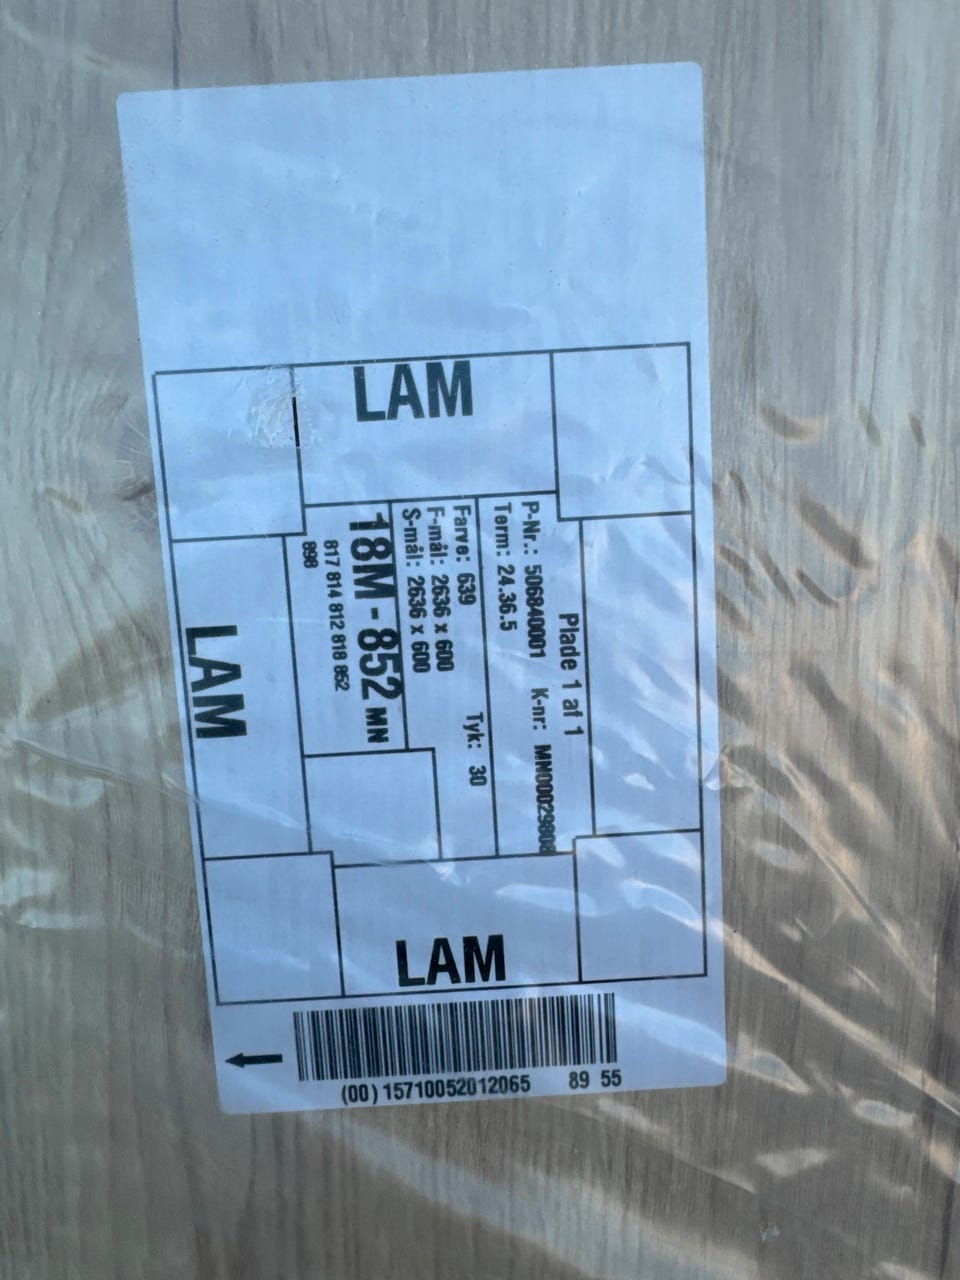 LAM
Plade 1 af 1
P-Nr.: 506840001 K-nr: MN00029808
Term: 24.36.5
Farve: 639 Tyk: 30
F-mål: 2636 x 600
S-mål: 2636 x 600
18M - 852 MN
817 814 812 818 852
898
LAM
LAM
(00) 15710052012065 89 55